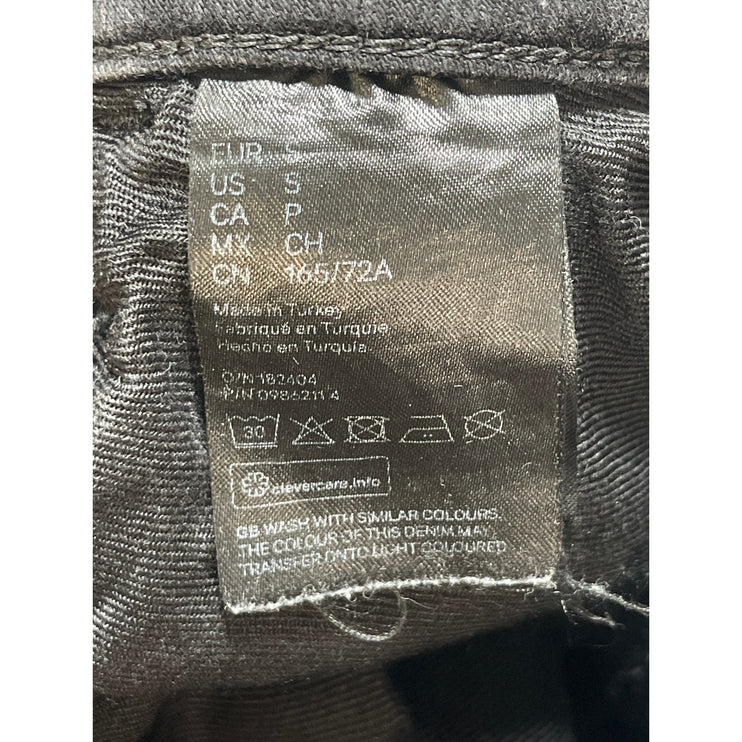 EUR S
US S
CA P
MX CH
CN 165/72A
Made in Turkey
Fabriqué en Turquie
Hecho en Turquía
O/N 182404
P/N 0986211 4
30
clevercare.info
GB WASH WITH SIMILAR COLOURS.
THE COLOUR OF THIS DENIM MAY
TRANSFER ONTO LIGHT COLOURED